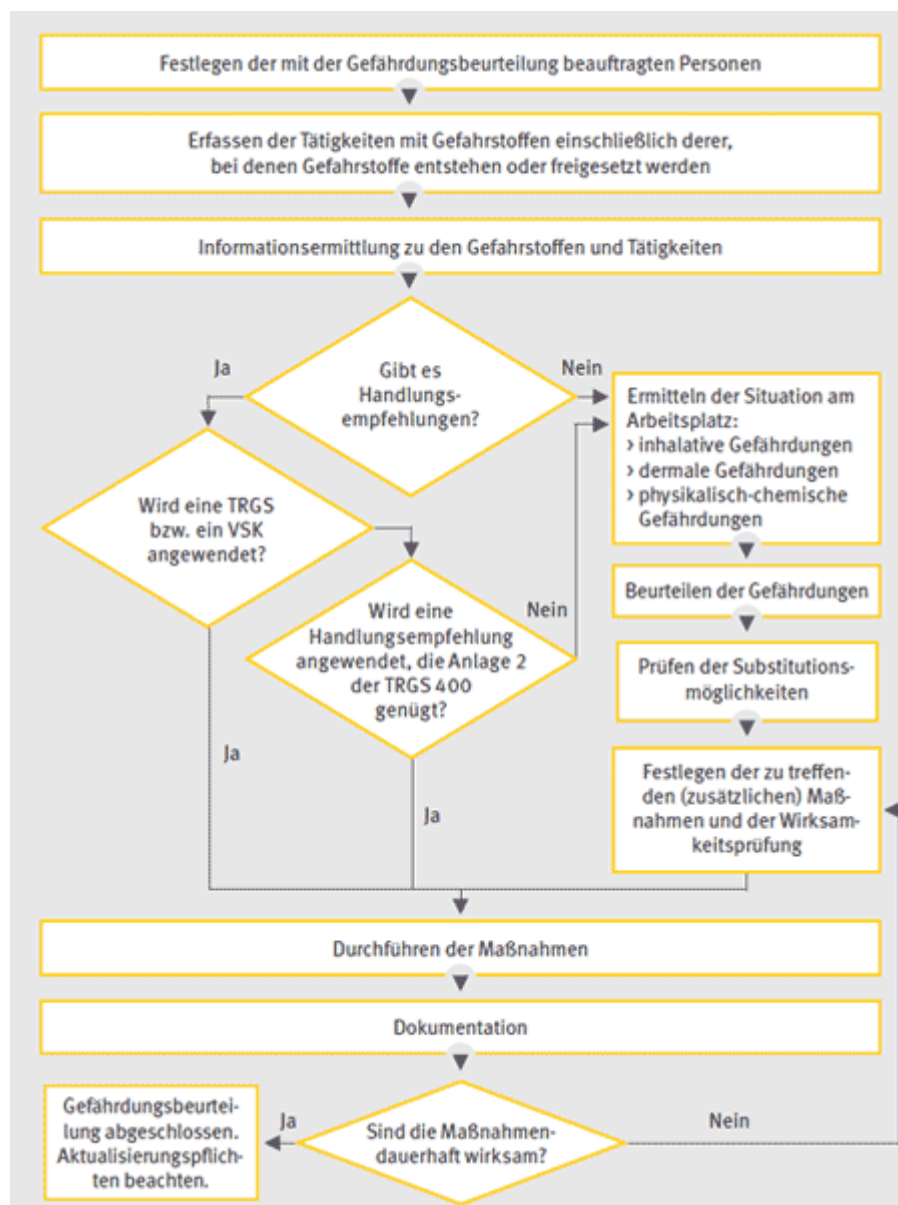 Festlegen der mit der Gefährdungsbeurteilung beauftragten Personen
Erfassen der Tätigkeiten mit Gefahrstoffen einschließlich derer,
bei denen Gefahrstoffe entstehen oder freigesetzt werden
Informationsermittlung zu den Gefahrstoffen und Tätigkeiten
Ja
Gibt es
Handlungs-
empfehlungen?
Nein
Wird eine TRGS
bzw. ein VSK
angewendet?
Ermitteln der Situation am
Arbeitsplatz:
› inhalative Gefährdungen
› dermale Gefährdungen
› physikalisch-chemische
Gefährdungen
Wird eine
Handlungsempfehlung
angewendet, die Anlage 2
der TRGS 400
genügt?
Nein
Beurteilen der Gefährdungen
Prüfen der Substitutions-
möglichkeiten
Ja
Ja
Festlegen der zu treffen-
den (zusätzlichen) Maß-
nahmen und der Wirksam-
keitsprüfung
Durchführen der Maßnahmen
Dokumentation
Sind die Maßnahmen-
dauerhaft wirksam?
Ja
Nein
Gefährdungsbeurtei-
lung abgeschlossen.
Aktualisierungspflich-
ten beachten.